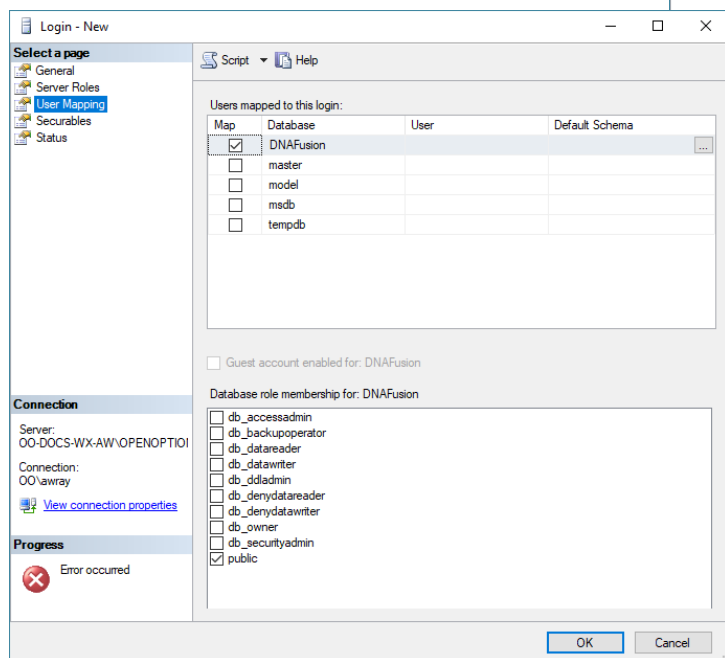 Login - New
Select a page
General
Server Roles
User Mapping
Securables
Status
Script
Help
Users mapped to this login:
Map Database User Default Schema
DNAFusion ...
master
model
msdb
tempdb
Guest account enabled for: DNAFusion
Database role membership for: DNAFusion
db_accessadmin
db_backupoperator
db_datareader
db_datawriter
db_ddladmin
db_denydatareader
db_denydatawriter
db_owner
db_securityadmin
public
Connection
Server:
OO-DOCS-WX-AW\OPENOPTIO
Connection:
OO\awray
View connection properties
Progress
Error occurred
OK
Cancel